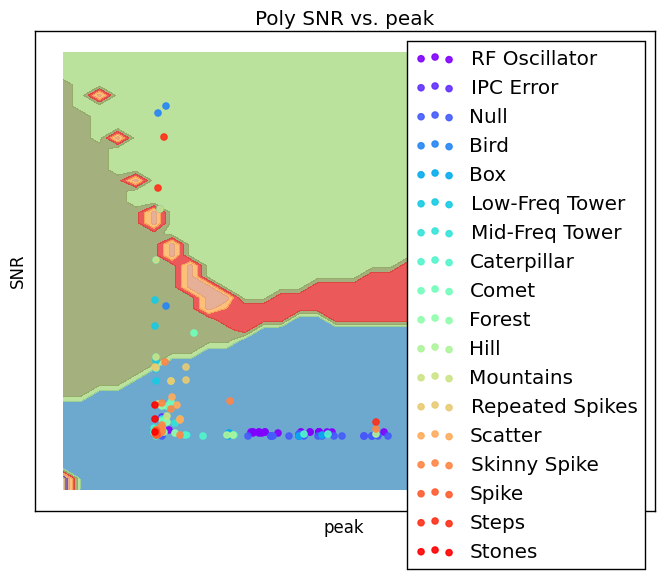 Poly SNR vs. peak
SNR
peak
RF Oscillator
IPC Error
Null
Bird
Box
Low-Freq Tower
Mid-Freq Tower
Caterpillar
Comet
Forest
Hill
Mountains
Repeated Spikes
Scatter
Skinny Spike
Spike
Steps
Stones